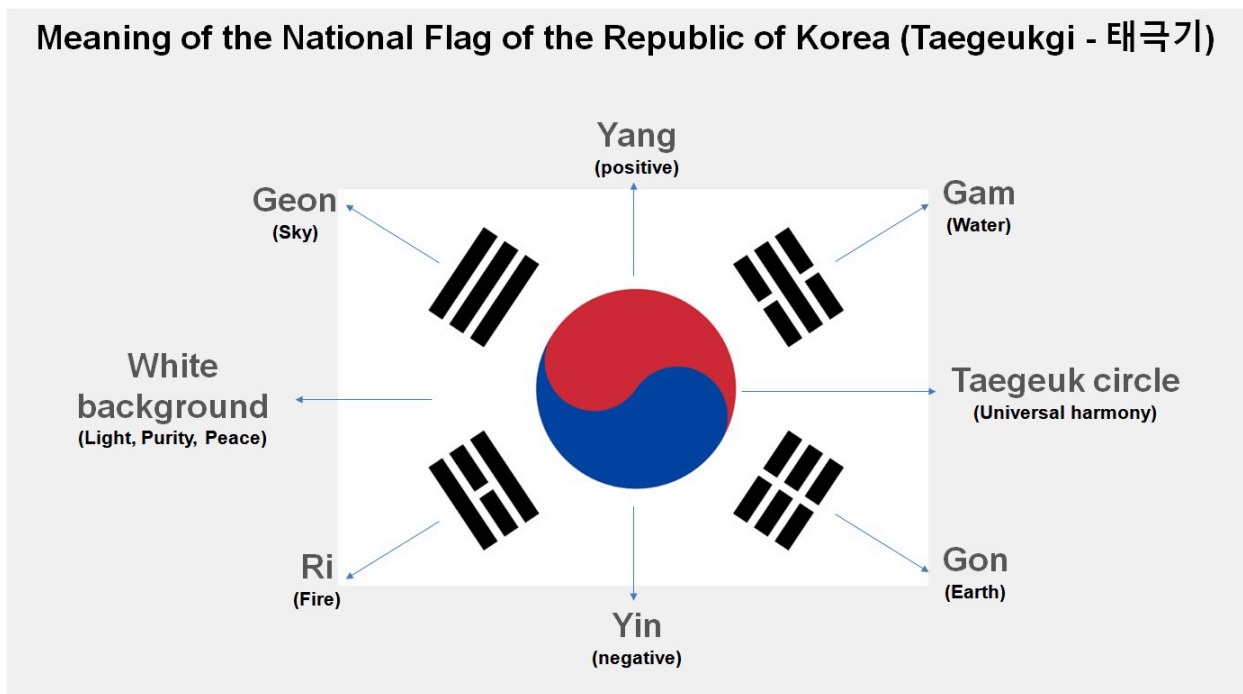 Meaning of the National Flag of the Republic of Korea (Taegeukgi - 태극기)
Yang
(positive)
Geon
(Sky)
Gam
(Water)
White
background
(Light, Purity, Peace)
Taegeuk circle
(Universal harmony)
Ri
(Fire)
Gon
(Earth)
Yin
(negative)